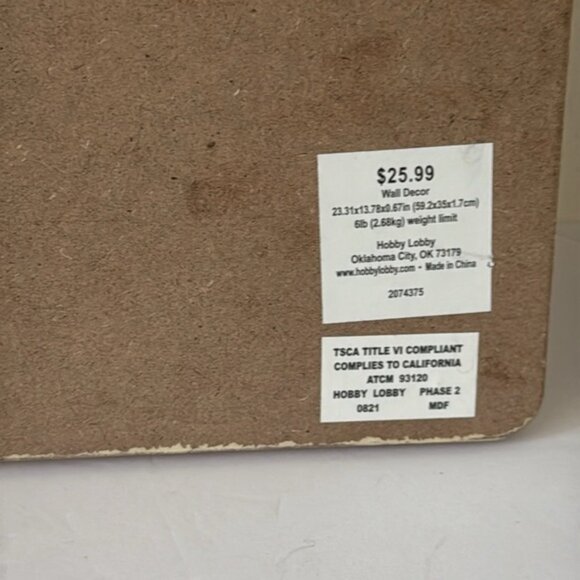 $25.99
Wall Decor
23.31x13.78x0.67in (59.2x35x1.7cm)
6lb (2.68kg) weight limit
Hobby Lobby
Oklahoma City, OK 73179
www.hobbylobby.com • Made in China
2074375
TSCA TITLE VI COMPLIANT
COMPLIES TO CALIFORNIA
ATCM 93120
HOBBY LOBBY PHASE 2
0821 MDF